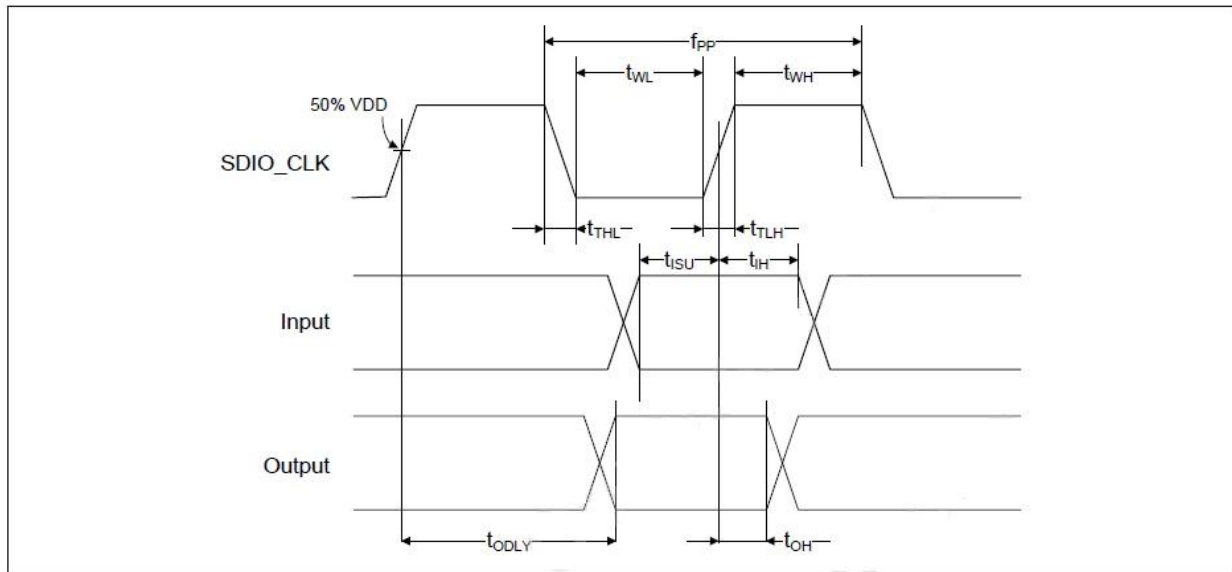 fPP
tWL
tWH
50% VDD
SDIO_CLK
tTHL
tTLH
tISU
tIH
Input
Output
tODLY
tOH